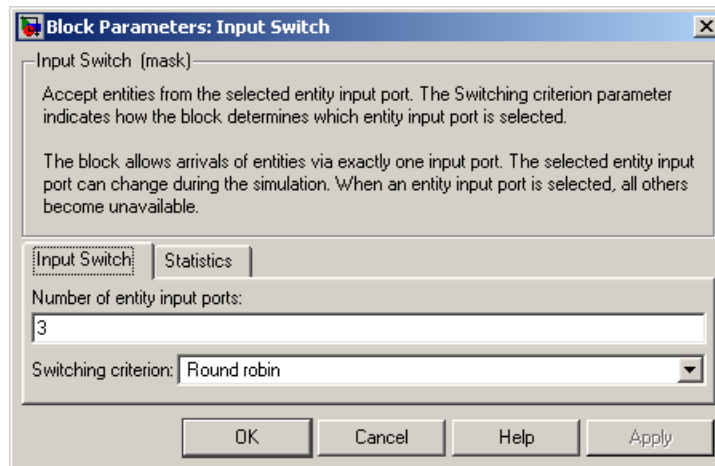 Block Parameters: Input Switch
Input Switch (mask)
Accept entities from the selected entity input port. The Switching criterion parameter
indicates how the block determines which entity input port is selected.
The block allows arrivals of entities via exactly one input port. The selected entity input
port can change during the simulation. When an entity input port is selected, all others
become unavailable.
Input Switch Statistics
Number of entity input ports:
3
Switching criterion: Round robin
OK Cancel Help Apply